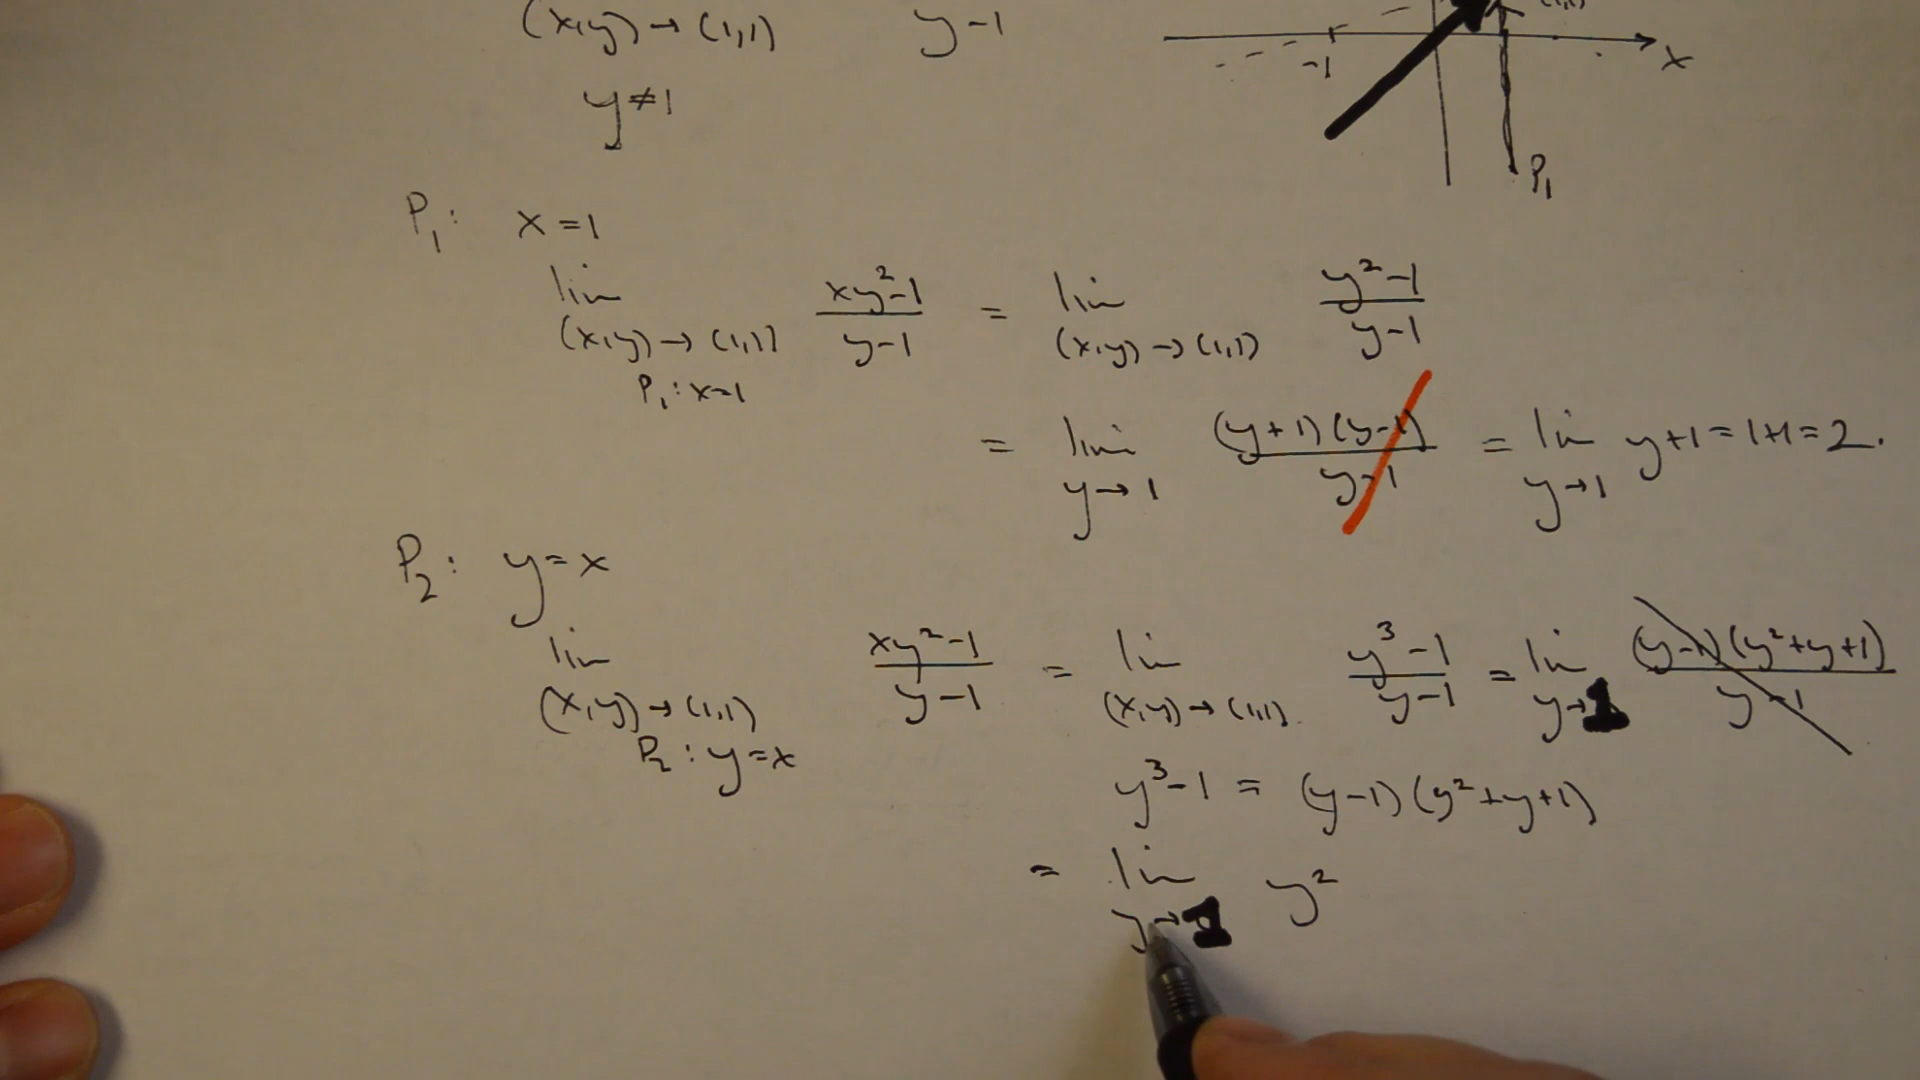 (x,y) → (1,1) y-1
y≠1
-1 x
P₁
P₁: x=1
lim (x,y)→(1,1) P₁: x=1 xy²-1 / y-1 = lim (x,y)→(1,1) y²-1 / y-1
= lim y→1 (y+1)(y-1) / y-1 = lim y→1 y+1 = 1+1 = 2.
P₂: y=x
lim (x,y)→(1,1) P₂: y=x xy²-1 / y-1 = lim (x,y)→(1,1) y³-1 / y-1 = lim y→1 (y-1)(y²+y+1) / y-1
y³-1 = (y-1)(y²+y+1)
= lim y→1 y²